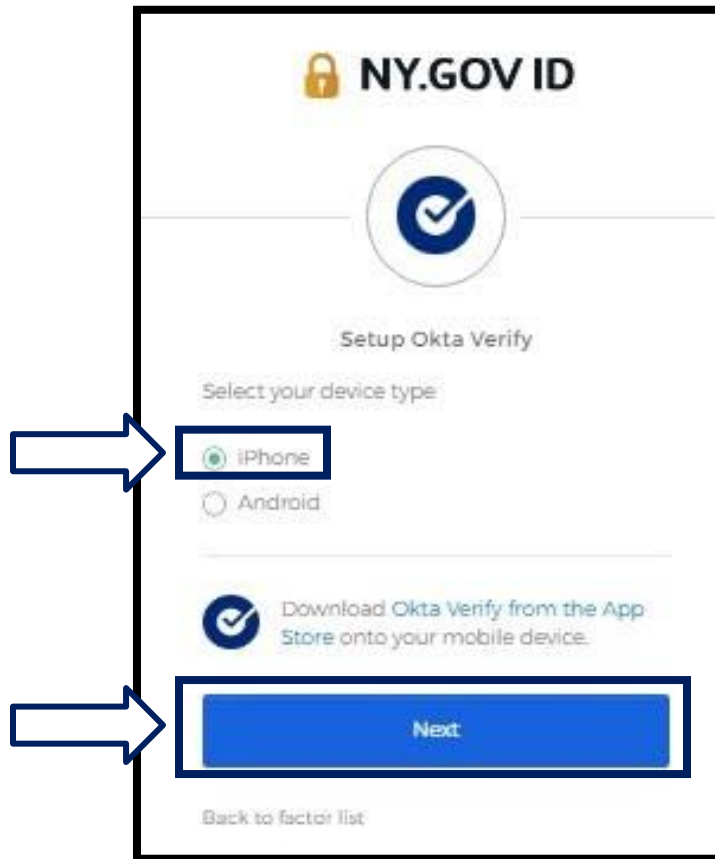 NY.GOV ID
Setup Okta Verify
Select your device type
iPhone
Android
Download Okta Verify from the App
Store onto your mobile device.
Next
Back to factor list